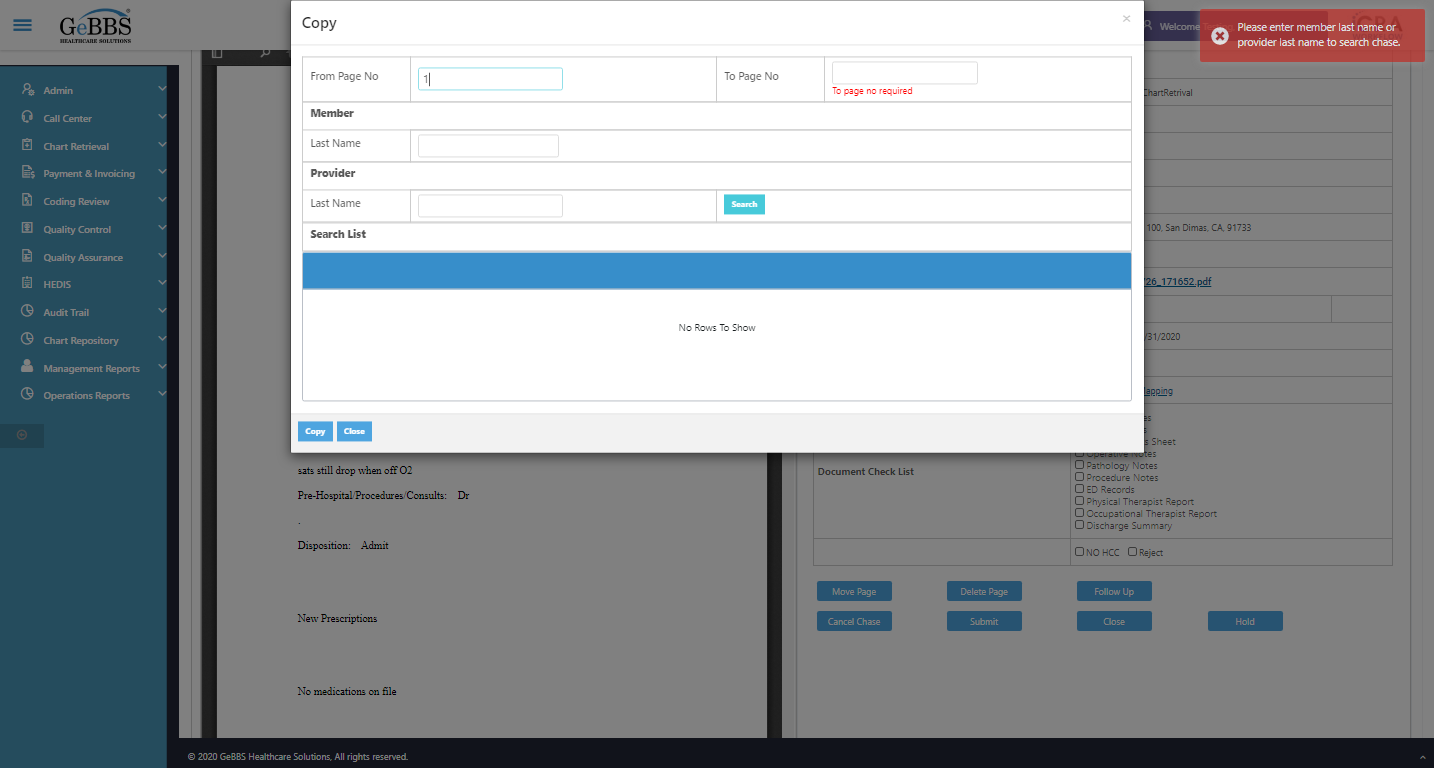 GeBBS
HEALTHCARE SOLUTIONS
Copy
×
Welcome
Please enter member last name or
provider last name to search chase.
From Page No
1
To Page No
To page no required
Member
Last Name
Provider
Last Name
Search
Search List
No Rows To Show
Copy
Close
Admin
Call Center
Chart Retrieval
Payment & Invoicing
Coding Review
Quality Control
Quality Assurance
HEDIS
Audit Trail
Chart Repository
Management Reports
Operations Reports
sats still drop when off O2
Pre-Hospital/Procedures/Consults: Dr
.
Disposition: Admit
New Prescriptions
No medications on file
ChartRetrival
100, San Dimas, CA, 91733
26_171652.pdf
/31/2020
apping
s Sheet
Operative Notes
Pathology Notes
Procedure Notes
ED Records
Physical Therapist Report
Occupational Therapist Report
Discharge Summary
Document Check List
NO HCC
Reject
Move Page
Delete Page
Follow Up
Cancel Chase
Submit
Close
Hold
© 2020 GeBBS Healthcare Solutions, All rights reserved.